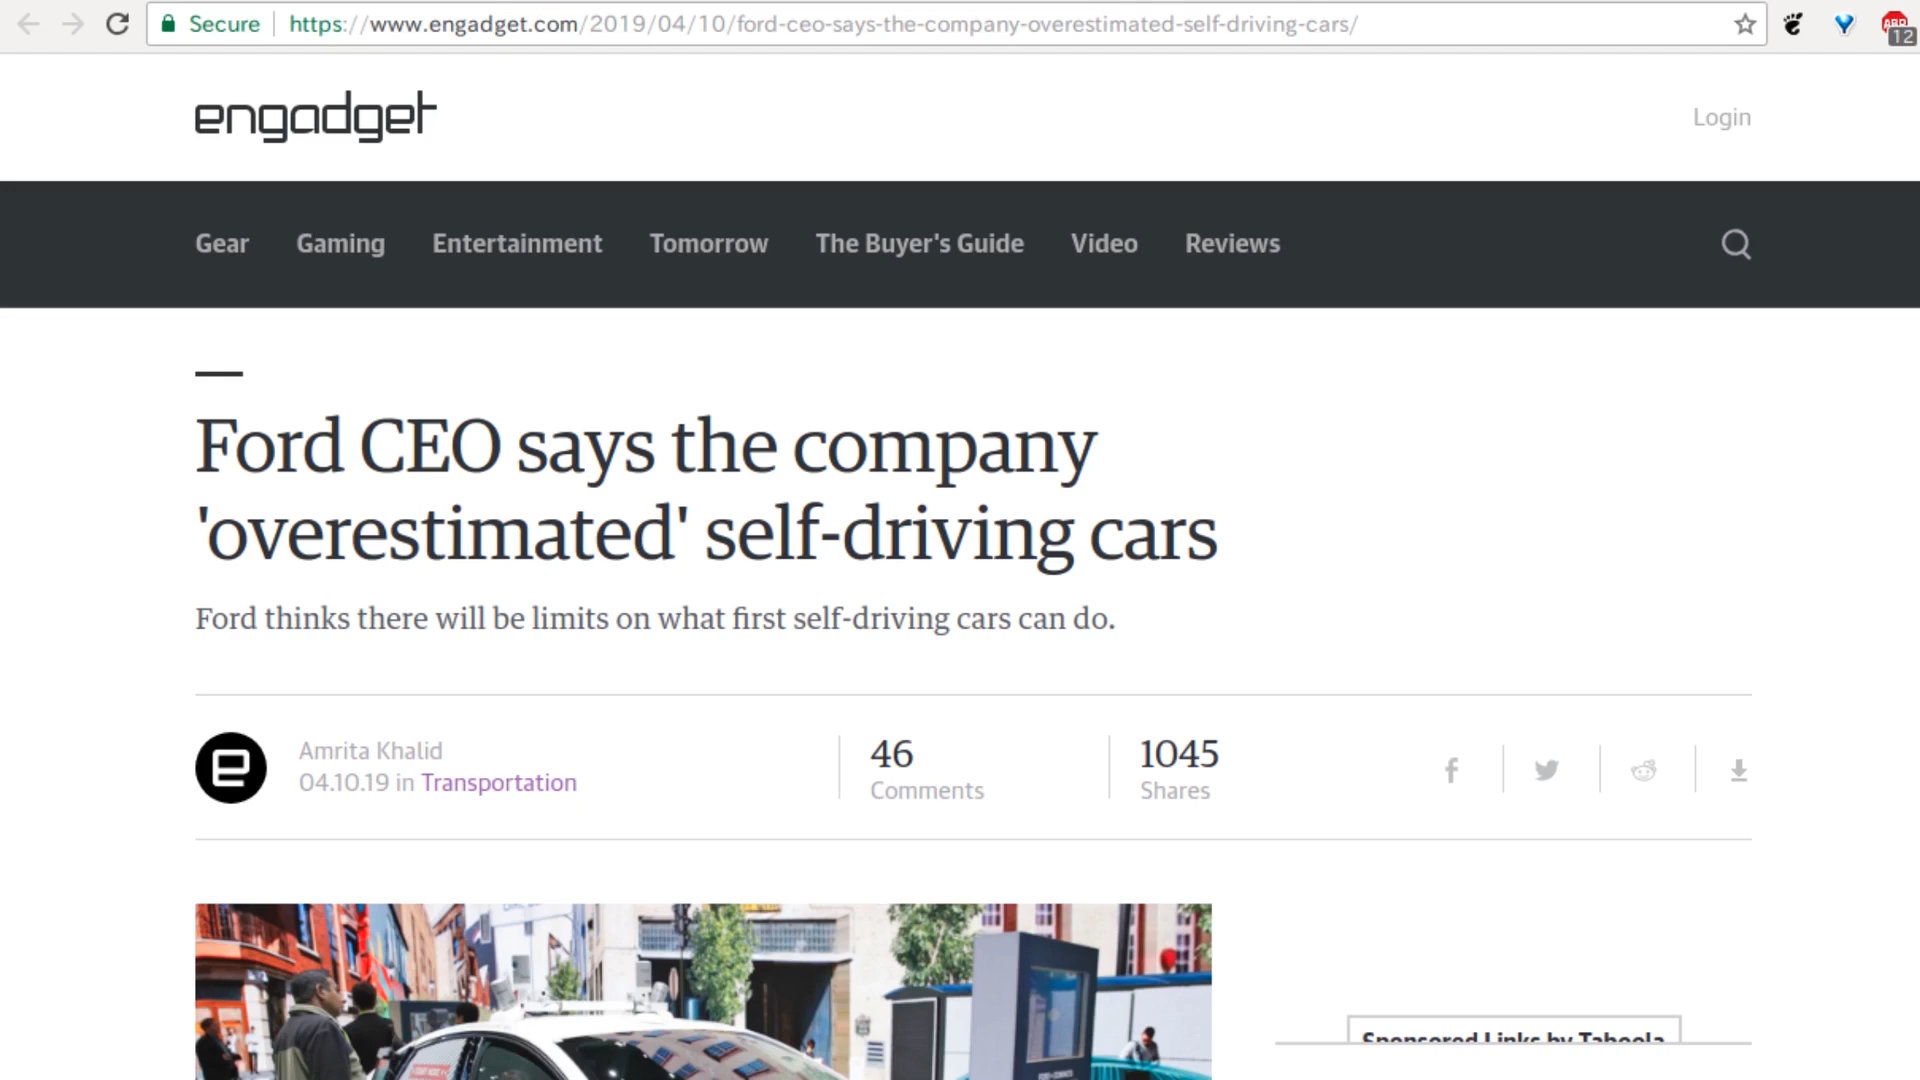 Secure https://www.engadget.com/2019/04/10/ford-ceo-says-the-company-overestimated-self-driving-cars/
ABP
12
engadget
Login
Gear Gaming Entertainment Tomorrow The Buyer's Guide Video Reviews
Ford CEO says the company
'overestimated' self-driving cars
Ford thinks there will be limits on what first self-driving cars can do.
Amrita Khalid
04.10.19 in Transportation
46
Comments
1045
Shares
Sponsored Links by Taboola